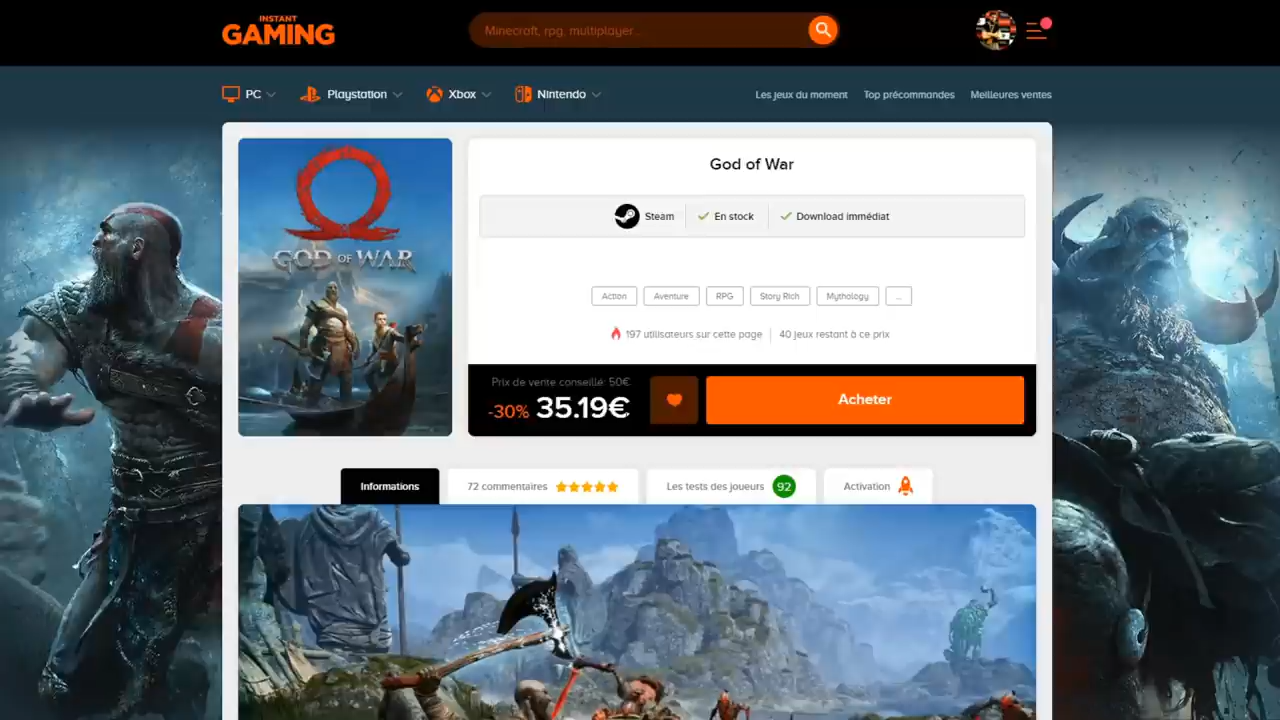 INSTANT
GAMING
Minecraft, rpg, multiplayer...
PC
Playstation
Xbox
Nintendo
Les jeux du moment
Top précommandes
Meilleures ventes
GOD OF WAR
God of War
Steam
En stock
Download immédiat
Action
Aventure
RPG
Story Rich
Mythology
...
197 utilisateurs sur cette page
40 jeux restant à ce prix
Prix de vente conseillé: 50€
-30% 35.19€
Acheter
Informations
72 commentaires
Les tests des joueurs 92
Activation